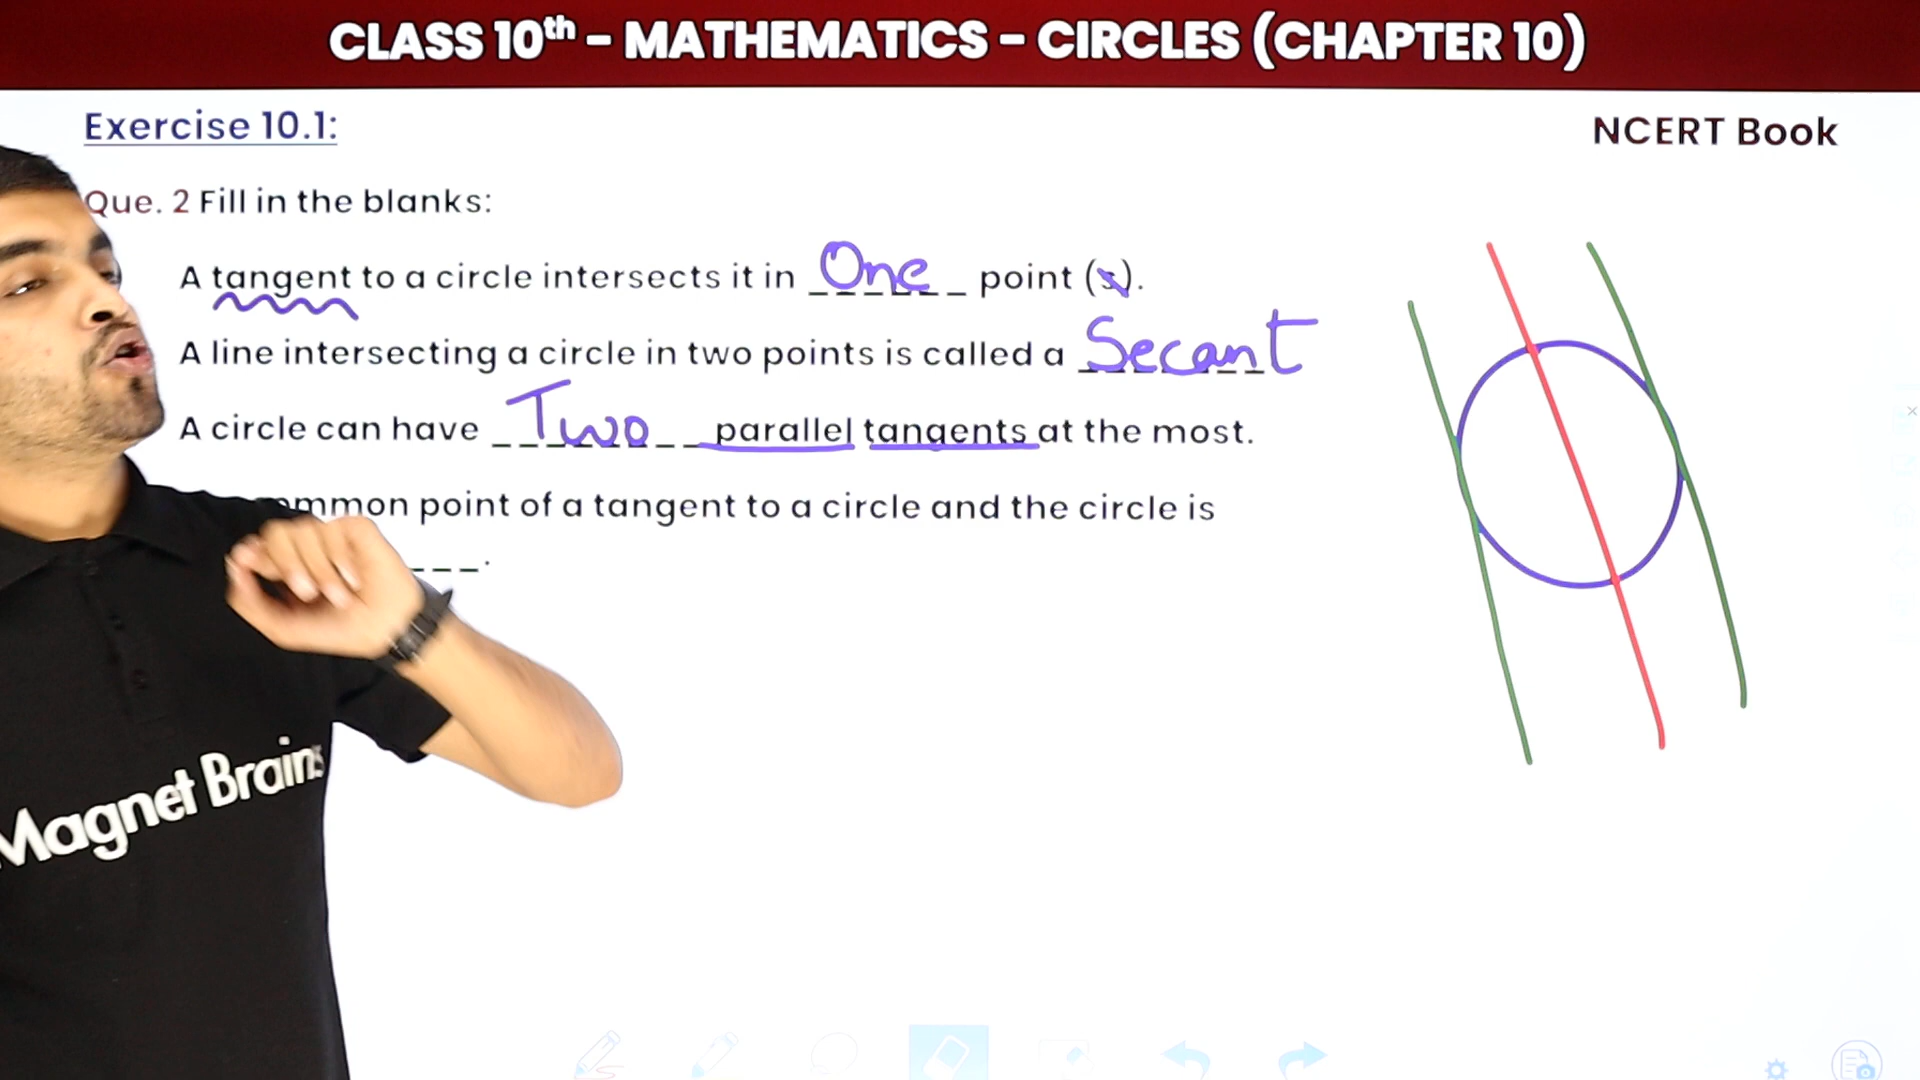 CLASS 10th - MATHEMATICS - CIRCLES (CHAPTER 10)
Exercise 10.1:
NCERT Book
Que. 2 Fill in the blanks:
A tangent to a circle intersects it in One point (s).
A line intersecting a circle in two points is called a Secant
A circle can have Two parallel tangents at the most.
mmon point of a tangent to a circle and the circle is
___.
Magnet Brains